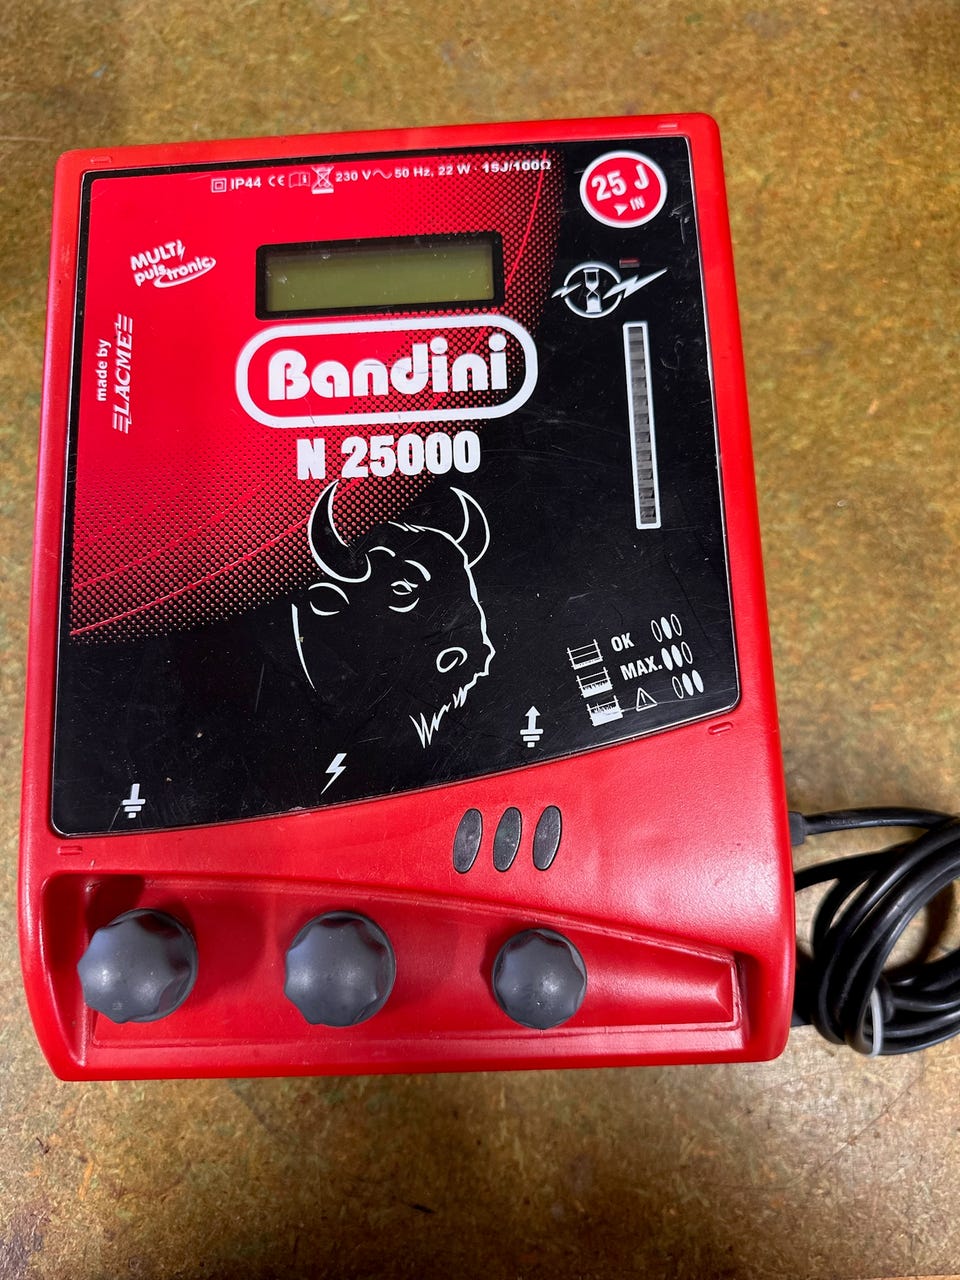 IP44 CE 230 V~50 Hz, 22 W - 15J/100Ω
25 J
IN
MULTI
puls tronic
made by
LACME
Bandini
N 25000
OK
MAX.